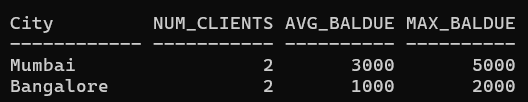 City         NUM_CLIENTS AVG_BALDUE MAX_BALDUE
------------ ----------- ---------- ----------
Mumbai                 2       3000       5000
Bangalore              2       1000       2000